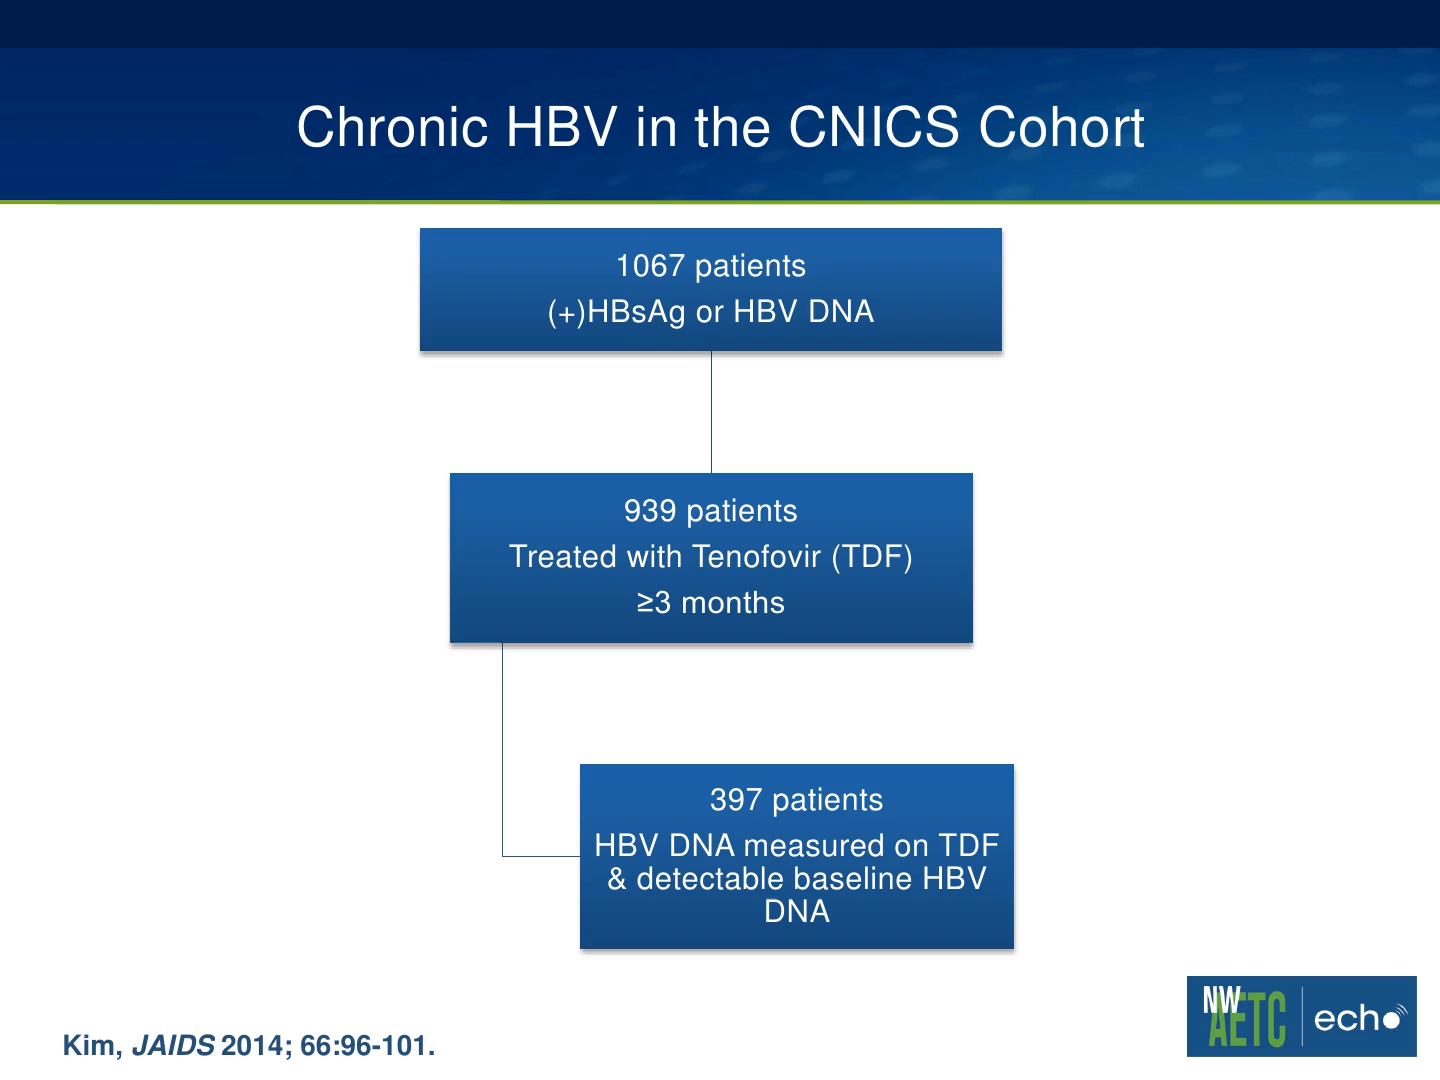 Chronic HBV in the CNICS Cohort
1067 patients
(+)HBsAg or HBV DNA
939 patients
Treated with Tenofovir (TDF)
≥3 months
397 patients
HBV DNA measured on TDF
& detectable baseline HBV
DNA
Kim, JAIDS 2014; 66:96-101.
NW
AETC
echo